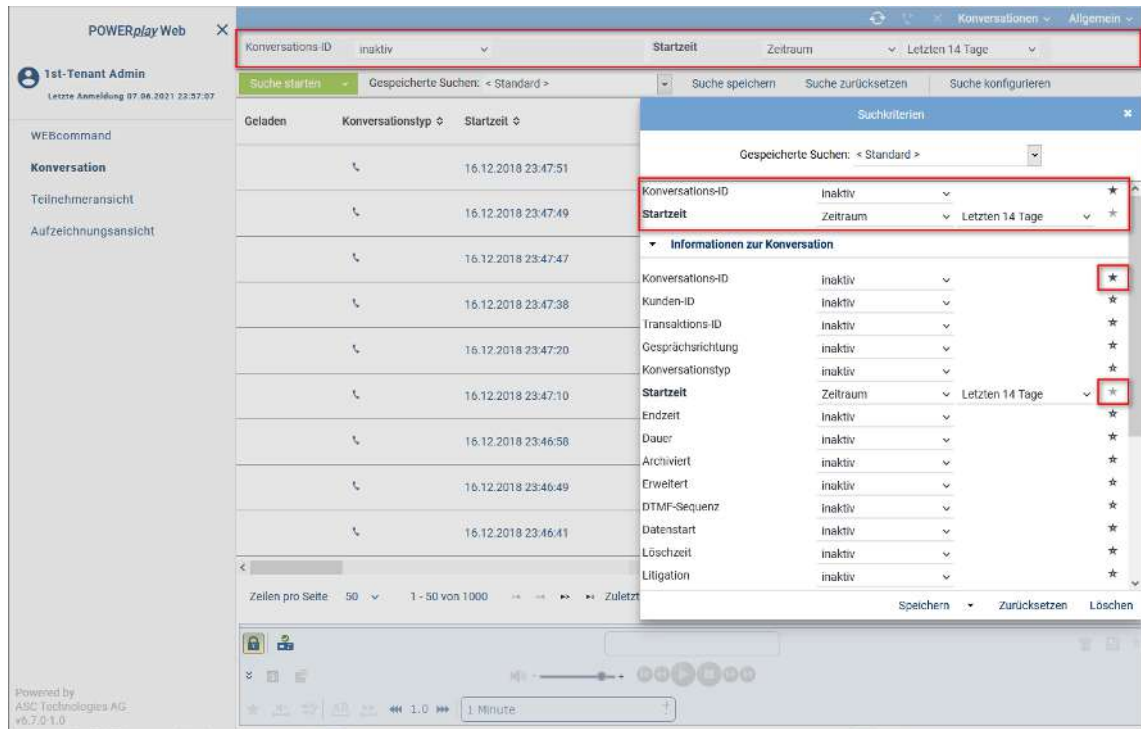 POWERplay Web
1st-Tenant Admin
Letzte Anmeldung 07.06.2021 23:57:07
WEBcommand
Konversation
Teilnehmeransicht
Aufzeichnungsansicht
Powered by
ASC Technologies AG
v6.7.0 1.0
Konversationen Allgemein
Konversations-ID inaktiv Startzeit Zeitraum Letzten 14 Tage
Suche starten Gespeicherte Suchen: < Standard > Suche speichern Suche zurücksetzen Suche konfigurieren
Geladen Konversationstyp Startzeit
16.12.2018 23:47:51
16.12.2018 23:47:49
16.12.2018 23:47:47
16.12.2018 23:47:38
16.12.2018 23:47:20
16.12.2018 23:47:10
16.12.2018 23:46:58
16.12.2018 23:46:49
16.12.2018 23:46:41
Zeilen pro Seite 50 1 - 50 von 1000 Zuletzt
Suchkriterien
Gespeicherte Suchen: < Standard >
Konversations-ID inaktiv
Startzeit Zeitraum Letzten 14 Tage
Informationen zur Konversation
Konversations-ID inaktiv
Kunden-ID inaktiv
Transaktions-ID inaktiv
Gesprächsrichtung inaktiv
Konversationstyp inaktiv
Startzeit Zeitraum Letzten 14 Tage
Endzeit inaktiv
Dauer inaktiv
Archiviert inaktiv
Erweitert inaktiv
DTMF-Sequenz inaktiv
Datenstart inaktiv
Löschzeit inaktiv
Litigation inaktiv
Speichern Zurücksetzen Löschen
1.0 1 Minute